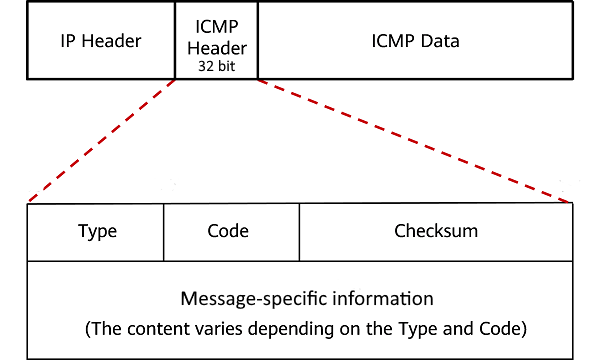 IP Header
ICMP
Header
32 bit
ICMP Data
Type
Code
Checksum
Message-specific information
(The content varies depending on the Type and Code)